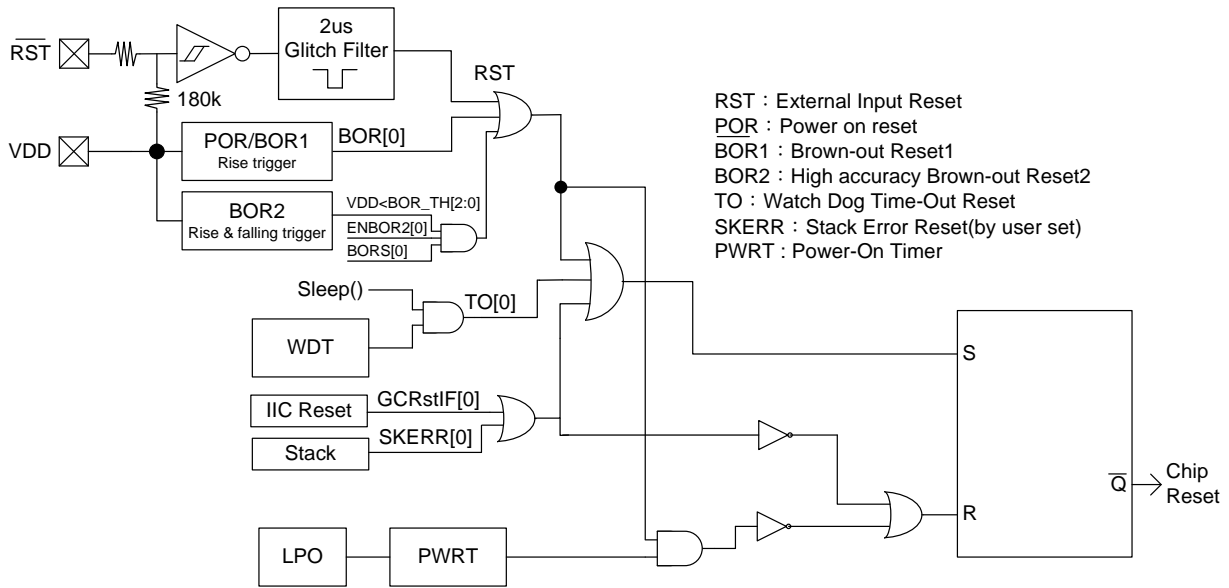 RST
2us
Glitch Filter
RST
180k
VDD
POR/BOR1
Rise trigger
BOR[0]
BOR2
Rise & falling trigger
VDD<BOR_TH[2:0]
ENBOR2[0]
BORS[0]
RST：External Input Reset
POR：Power on reset
BOR1：Brown-out Reset1
BOR2：High accuracy Brown-out Reset2
TO：Watch Dog Time-Out Reset
SKERR：Stack Error Reset(by user set)
PWRT : Power-On Timer
Sleep()
TO[0]
WDT
IIC Reset
GCRstIF[0]
Stack
SKERR[0]
LPO
PWRT
S
R
Q
Chip
Reset